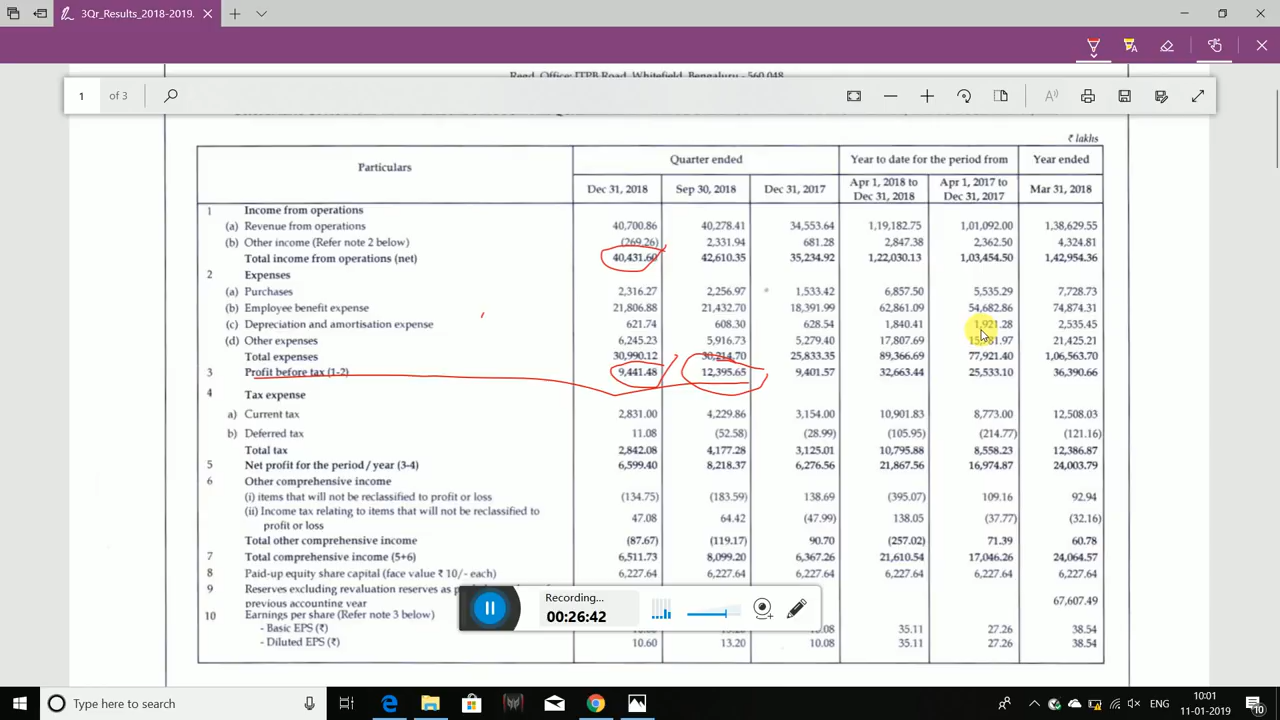 3Qr_Results_2018-2019.
Regd. Office: ITPB Road, Whitefield, Bengaluru - 560 048
1 of 3
₹ lakhs
Particulars Quarter ended Year to date for the period from Year ended
Dec 31, 2018 Sep 30, 2018 Dec 31, 2017 Apr 1, 2018 to Dec 31, 2018 Apr 1, 2017 to Dec 31, 2017 Mar 31, 2018
1 Income from operations
(a) Revenue from operations 40,700.86 40,278.41 34,553.64 1,19,182.75 1,01,092.00 1,38,629.55
(b) Other income (Refer note 2 below) (269.26) 2,331.94 681.28 2,847.38 2,362.50 4,324.81
Total income from operations (net) 40,431.60 42,610.35 35,234.92 1,22,030.13 1,03,454.50 1,42,954.36
2 Expenses
(a) Purchases 2,316.27 2,256.97 1,533.42 6,857.50 5,535.29 7,728.73
(b) Employee benefit expense 21,806.88 21,432.70 18,391.99 62,861.09 54,682.86 74,874.31
(c) Depreciation and amortisation expense 621.74 608.30 628.54 1,840.41 1,921.28 2,535.45
(d) Other expenses 6,245.23 5,916.73 5,279.40 17,807.69 21,425.21
Total expenses 30,990.12 30,214.70 25,833.35 89,366.69 77,921.40 1,06,563.70
3 Profit before tax (1-2) 9,441.48 12,395.65 9,401.57 32,663.44 25,533.10 36,390.66
4 Tax expense
a) Current tax 2,831.00 4,229.86 3,154.00 10,901.83 8,773.00 12,508.03
b) Deferred tax 11.08 (52.58) (28.99) (105.95) (214.77) (121.16)
Total tax 2,842.08 4,177.28 3,125.01 10,795.88 8,558.23 12,386.87
5 Net profit for the period / year (3-4) 6,599.40 8,218.37 6,276.56 21,867.56 16,974.87 24,003.79
6 Other comprehensive income
(i) items that will not be reclassified to profit or loss (134.75) (183.59) 138.69 (395.07) 109.16 92.94
(ii) Income tax relating to items that will not be reclassified to
profit or loss 47.08 64.42 (47.99) 138.05 (37.77) (32.16)
Total other comprehensive income (87.67) (119.17) 90.70 (257.02) 71.39 60.78
7 Total comprehensive income (5+6) 6,511.73 8,099.20 6,367.26 21,610.54 17,046.26 24,064.57
8 Paid-up equity share capital (face value ₹ 10/- each) 6,227.64 6,227.64 6,227.64 6,227.64 6,227.64 6,227.64
9 Reserves excluding revaluation reserves as
previous accounting year 67,607.49
10 Earnings per share (Refer note 3 below)
- Basic EPS (₹) 35.11 27.26 38.54
- Diluted EPS (₹) 10.60 13.20 10.08 35.11 27.26 38.54
Recording...
00:26:42
Type here to search
ENG
10:01
11-01-2019